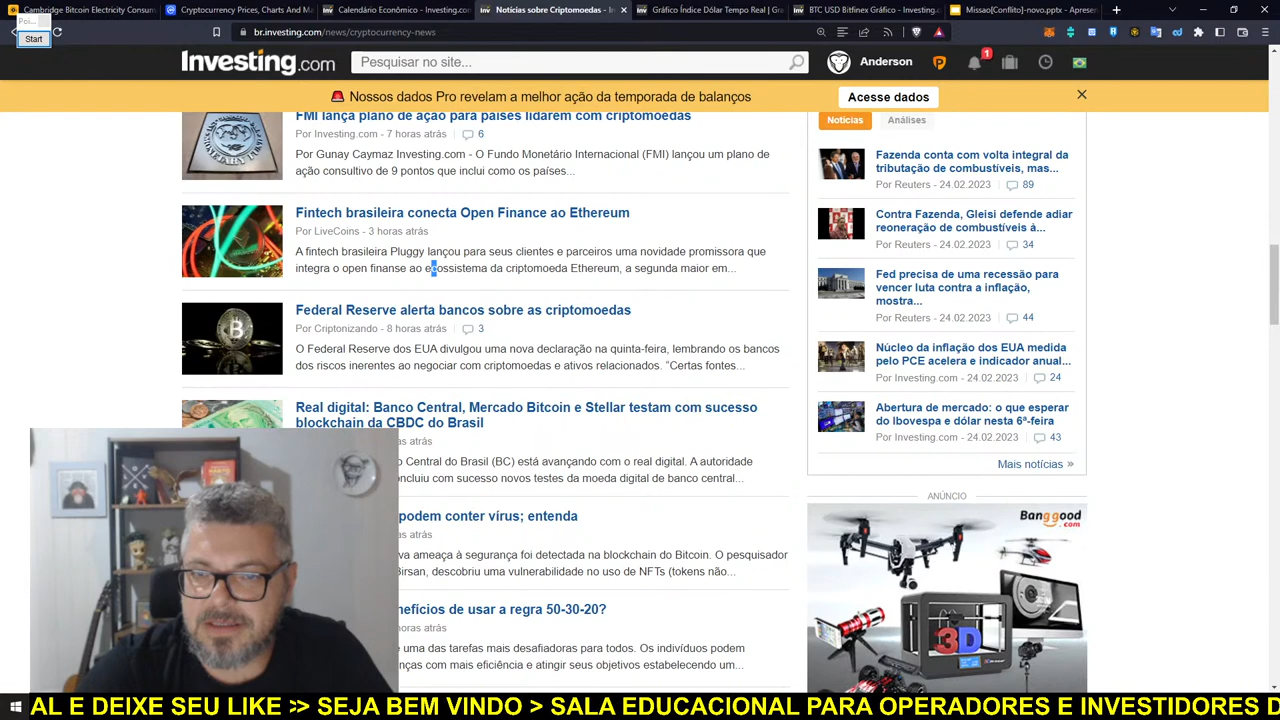 Cambridge Bitcoin Electricity Consum
Cryptocurrency Prices, Charts And M
Calendário Econômico - Investing.com
Notícias sobre Criptomoedas - In
Gráfico Índice Dólar Tempo Real | Gra
BTC USD Bitfinex Gráfico - Investing.
Missao[Conflito]-novo.pptx - Apresen
Start
br.investing.com/news/cryptocurrency-news
Investing.com
Pesquisar no site...
Anderson
1
Nossos dados Pro revelam a melhor ação da temporada de balanços
Acesse dados
FMI lança plano de ação para países lidarem com criptomoedas
Por Investing.com - 7 horas atrás
6
Por Gunay Caymaz Investing.com - O Fundo Monetário Internacional (FMI) lançou um plano de
ação consultivo de 9 pontos que inclui como os países...
Fintech brasileira conecta Open Finance ao Ethereum
Por LiveCoins - 3 horas atrás
A fintech brasileira Pluggy lançou para seus clientes e parceiros uma novidade promissora que
integra o open finanse ao ecossistema da criptomoeda Ethereum, a segunda maior em...
Federal Reserve alerta bancos sobre as criptomoedas
Por Criptonizando - 8 horas atrás
3
O Federal Reserve dos EUA divulgou uma nova declaração na quinta-feira, lembrando os bancos
dos riscos inerentes ao negociar com criptomoedas e ativos relacionados. “Certas fontes...
Real digital: Banco Central, Mercado Bitcoin e Stellar testam com sucesso
blockchain da CBDC do Brasil
as atrás
o Central do Brasil (BC) está avançando com o real digital. A autoridade
ncluiu com sucesso novos testes da moeda digital de banco central...
podem conter vírus; entenda
as atrás
va ameaça à segurança foi detectada na blockchain do Bitcoin. O pesquisador
Birsan, descobriu uma vulnerabilidade no uso de NFTs (tokens não...
nefícios de usar a regra 50-30-20?
horas atrás
é uma das tarefas mais desafiadoras para todos. Os indivíduos podem
nças com mais eficiência e atingir seus objetivos estabelecendo um...
Notícias
Análises
Fazenda conta com volta integral da
tributação de combustíveis, mas...
Por Reuters - 24.02.2023
89
Contra Fazenda, Gleisi defende adiar
reoneração de combustíveis à...
Por Reuters - 24.02.2023
34
Fed precisa de uma recessão para
vencer luta contra a inflação,
mostra...
Por Reuters - 24.02.2023
44
Núcleo da inflação dos EUA medida
pelo PCE acelera e indicador anual...
Por Investing.com - 24.02.2023
24
Abertura de mercado: o que esperar
do Ibovespa e dólar nesta 6ª-feira
Por Investing.com - 24.02.2023
43
Mais notícias »
ANÚNCIO
Banggood
.com
3D
AL E DEIXE SEU LIKE >> SEJA BEM VINDO > SALA EDUCACIONAL PARA OPERADORES E INVESTIDORES D